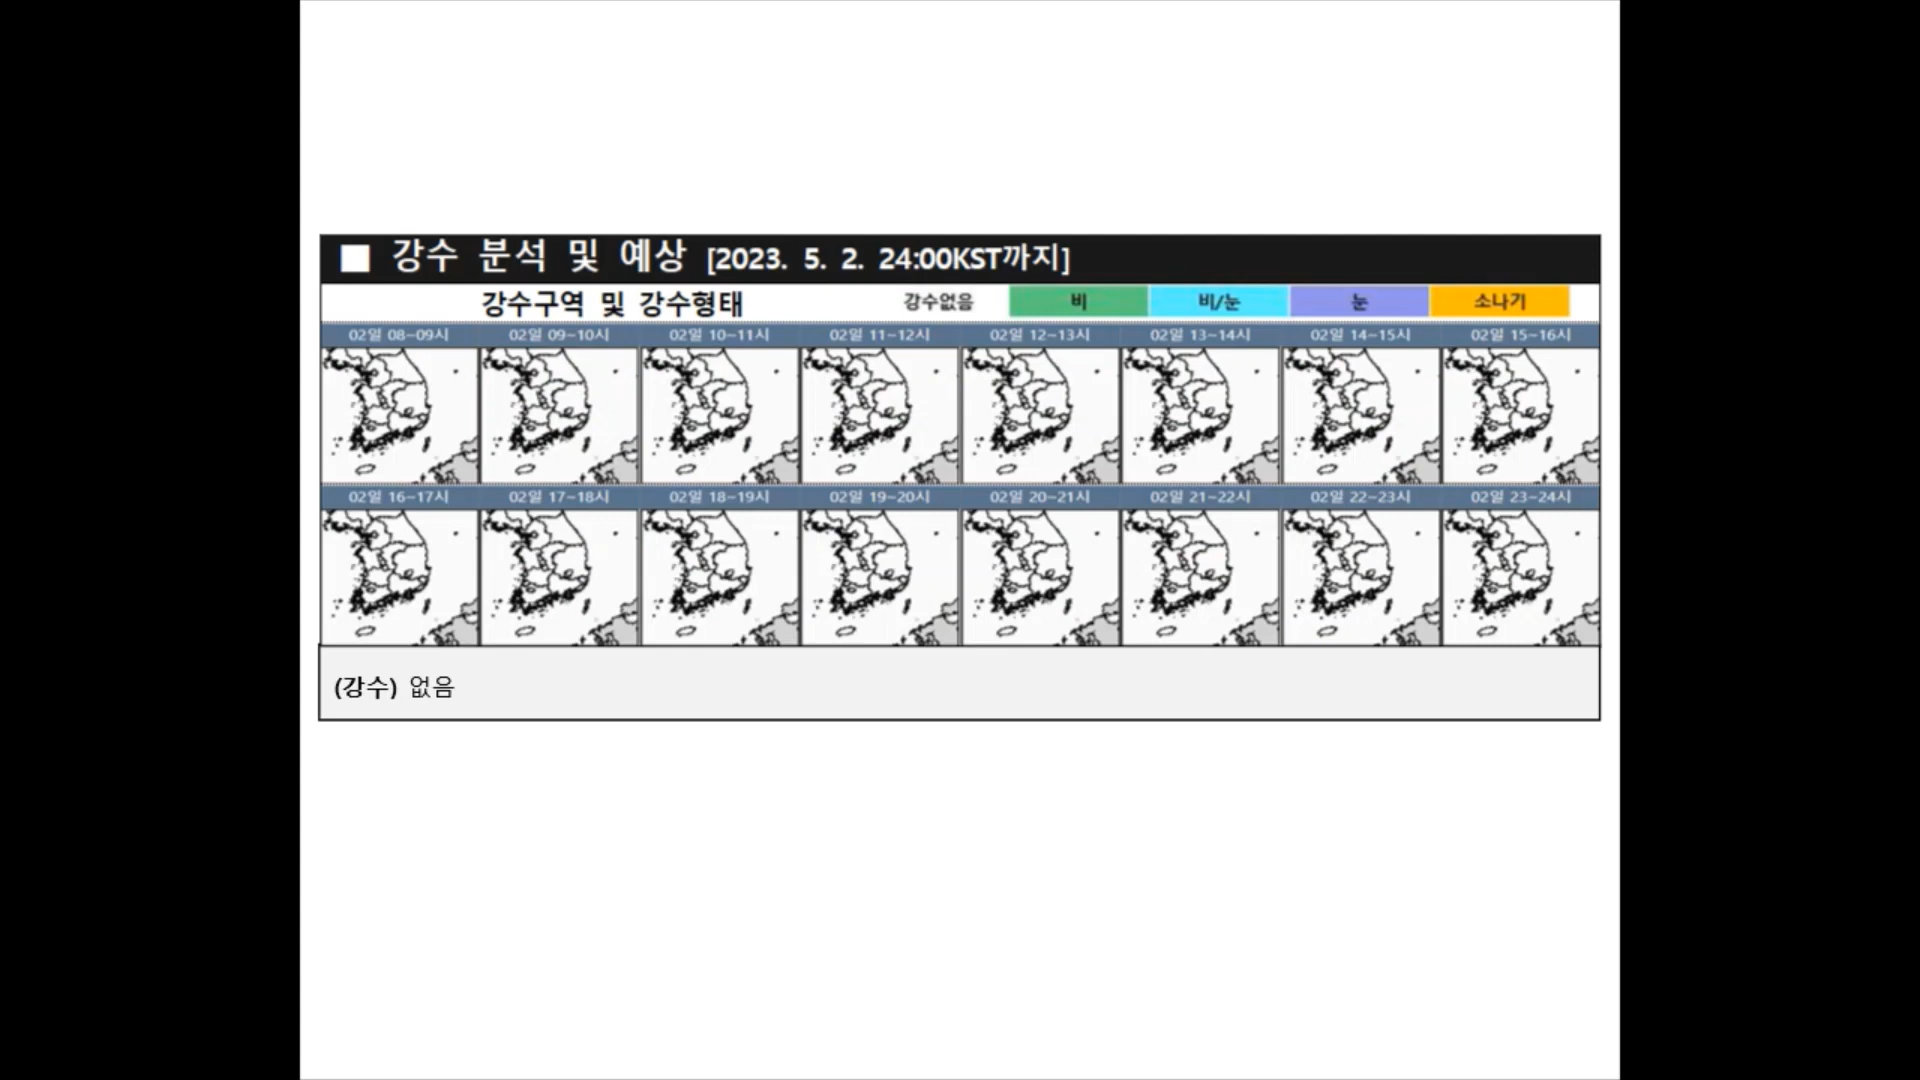 ■ 강수 분석 및 예상 [2023. 5. 2. 24:00KST까지]
강수구역 및 강수형태 강수없음 비 비/눈 눈 소나기
02일 08~09시 02일 09~10시 02일 10~11시 02일 11~12시 02일 12~13시 02일 13~14시 02일 14~15시 02일 15~16시
02일 16~17시 02일 17~18시 02일 18~19시 02일 19~20시 02일 20~21시 02일 21~22시 02일 22~23시 02일 23~24시
(강수) 없음